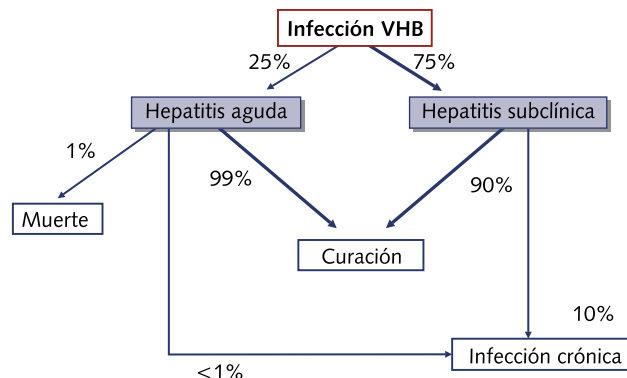 Infección VHB
25%
75%
Hepatitis aguda
Hepatitis subclínica
1%
99%
90%
Muerte
Curación
10%
Infección crónica
<1%